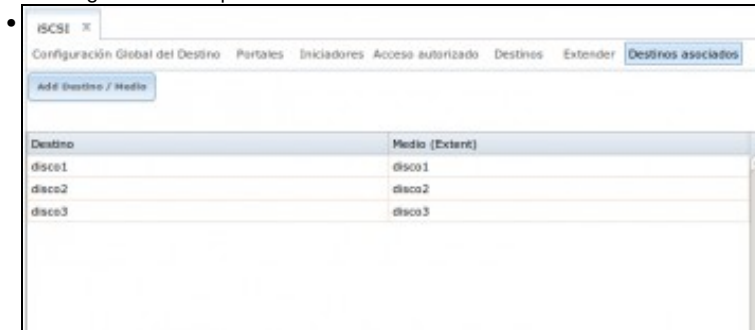 iSCSI
Configuración Global del Destino Portales Iniciadores Acceso autorizado Destinos Extender Destinos asociados
Add Destino / Medio
Destino Medio (Extent)
disco1 disco1
disco2 disco2
disco3 disco3